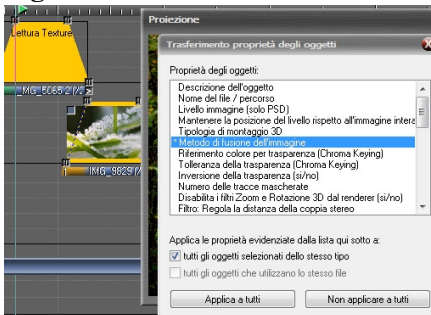 Lettura Texture
_IMG_5065
IMG_9829
Proiezione
Trasferimento proprietà degli oggetti
Proprietà degli oggetti:
Descrizione dell'oggetto
Nome del file / percorso
Livello immagine (solo PSD)
Mantenere la posizione del livello rispetto all'immagine intera
Tipologia di montaggio 3D
* Metodo di fusione dell'immagine
Riferimento colore per trasparenza (Chroma Keying)
Tolleranza della trasparenza (Chroma Keying)
Inversione della trasparenza (si/no)
Numero delle tracce mascherate
Disabilita i filtri Zoom e Rotazione 3D dal renderer (si/no)
Filtro: Regola la distanza della coppia stereo
Applica le proprietà evidenziate dalla lista qui sotto a:
tutti gli oggetti selezionati dello stesso tipo
tutti gli oggetti che utilizzano lo stesso file
Applica a tutti
Non applicare a tutti